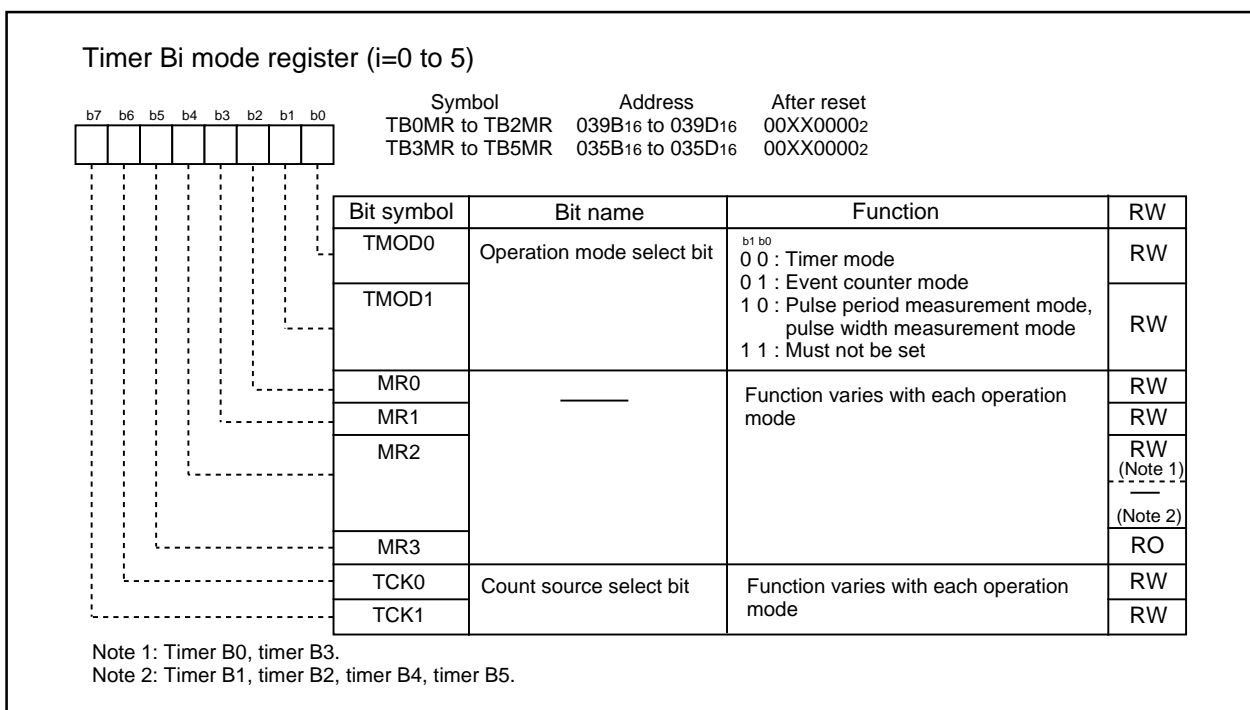 Timer Bi mode register (i=0 to 5)
b7 b6 b5 b4 b3 b2 b1 b0
Symbol Address After reset
TB0MR to TB2MR 039B16 to 039D16 00XX00002
TB3MR to TB5MR 035B16 to 035D16 00XX00002
Bit symbol Bit name Function RW
TMOD0 Operation mode select bit b1 b0 RW
0 0 : Timer mode
0 1 : Event counter mode
TMOD1 1 0 : Pulse period measurement mode,
pulse width measurement mode RW
1 1 : Must not be set
MR0 Function varies with each operation RW
MR1 mode RW
MR2 RW
(Note 1)
(Note 2)
MR3 RO
TCK0 Count source select bit Function varies with each operation RW
TCK1 mode RW
Note 1: Timer B0, timer B3.
Note 2: Timer B1, timer B2, timer B4, timer B5.